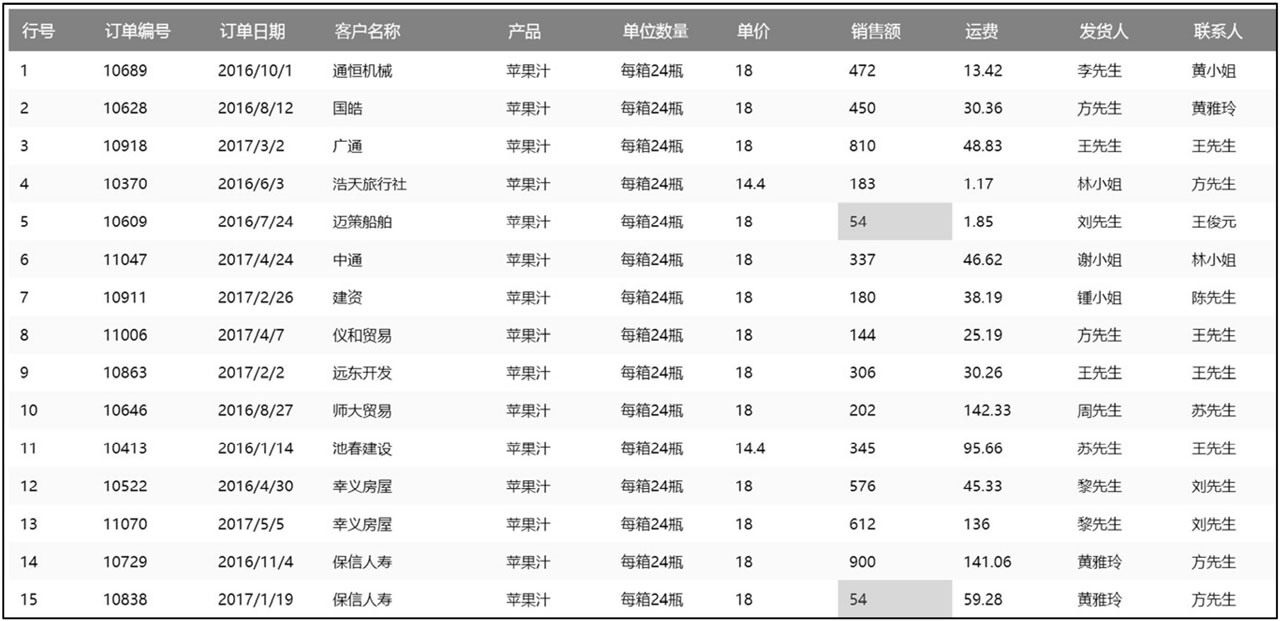 行号 订单编号 订单日期 客户名称 产品 单位数量 单价 销售额 运费 发货人 联系人
1 10689 2016/10/1 通恒机械 苹果汁 每箱24瓶 18 472 13.42 李先生 黄小姐
2 10628 2016/8/12 国皓 苹果汁 每箱24瓶 18 450 30.36 方先生 黄雅玲
3 10918 2017/3/2 广通 苹果汁 每箱24瓶 18 810 48.83 王先生 王先生
4 10370 2016/6/3 浩天旅行社 苹果汁 每箱24瓶 14.4 183 1.17 林小姐 方先生
5 10609 2016/7/24 迈策船舶 苹果汁 每箱24瓶 18 54 1.85 刘先生 王俊元
6 11047 2017/4/24 中通 苹果汁 每箱24瓶 18 337 46.62 谢小姐 林小姐
7 10911 2017/2/26 建资 苹果汁 每箱24瓶 18 180 38.19 锺小姐 陈先生
8 11006 2017/4/7 仪和贸易 苹果汁 每箱24瓶 18 144 25.19 方先生 王先生
9 10863 2017/2/2 远东开发 苹果汁 每箱24瓶 18 306 30.26 王先生 王先生
10 10646 2016/8/27 师大贸易 苹果汁 每箱24瓶 18 202 142.33 周先生 苏先生
11 10413 2016/1/14 池春建设 苹果汁 每箱24瓶 14.4 345 95.66 苏先生 王先生
12 10522 2016/4/30 幸义房屋 苹果汁 每箱24瓶 18 576 45.33 黎先生 刘先生
13 11070 2017/5/5 幸义房屋 苹果汁 每箱24瓶 18 612 136 黎先生 刘先生
14 10729 2016/11/4 保信人寿 苹果汁 每箱24瓶 18 900 141.06 黄雅玲 方先生
15 10838 2017/1/19 保信人寿 苹果汁 每箱24瓶 18 54 59.28 黄雅玲 方先生